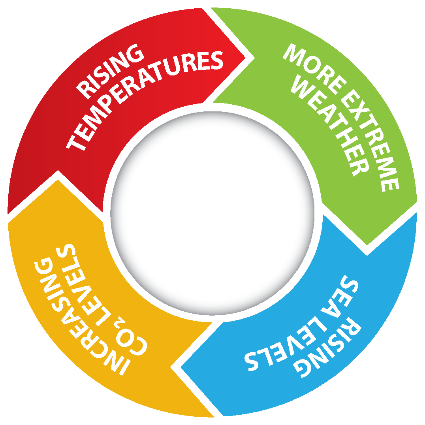 RISING
TEMPERATURES
MORE EXTREME
WEATHER
RISING
SEA LEVELS
INCREASING
CO₂ LEVELS